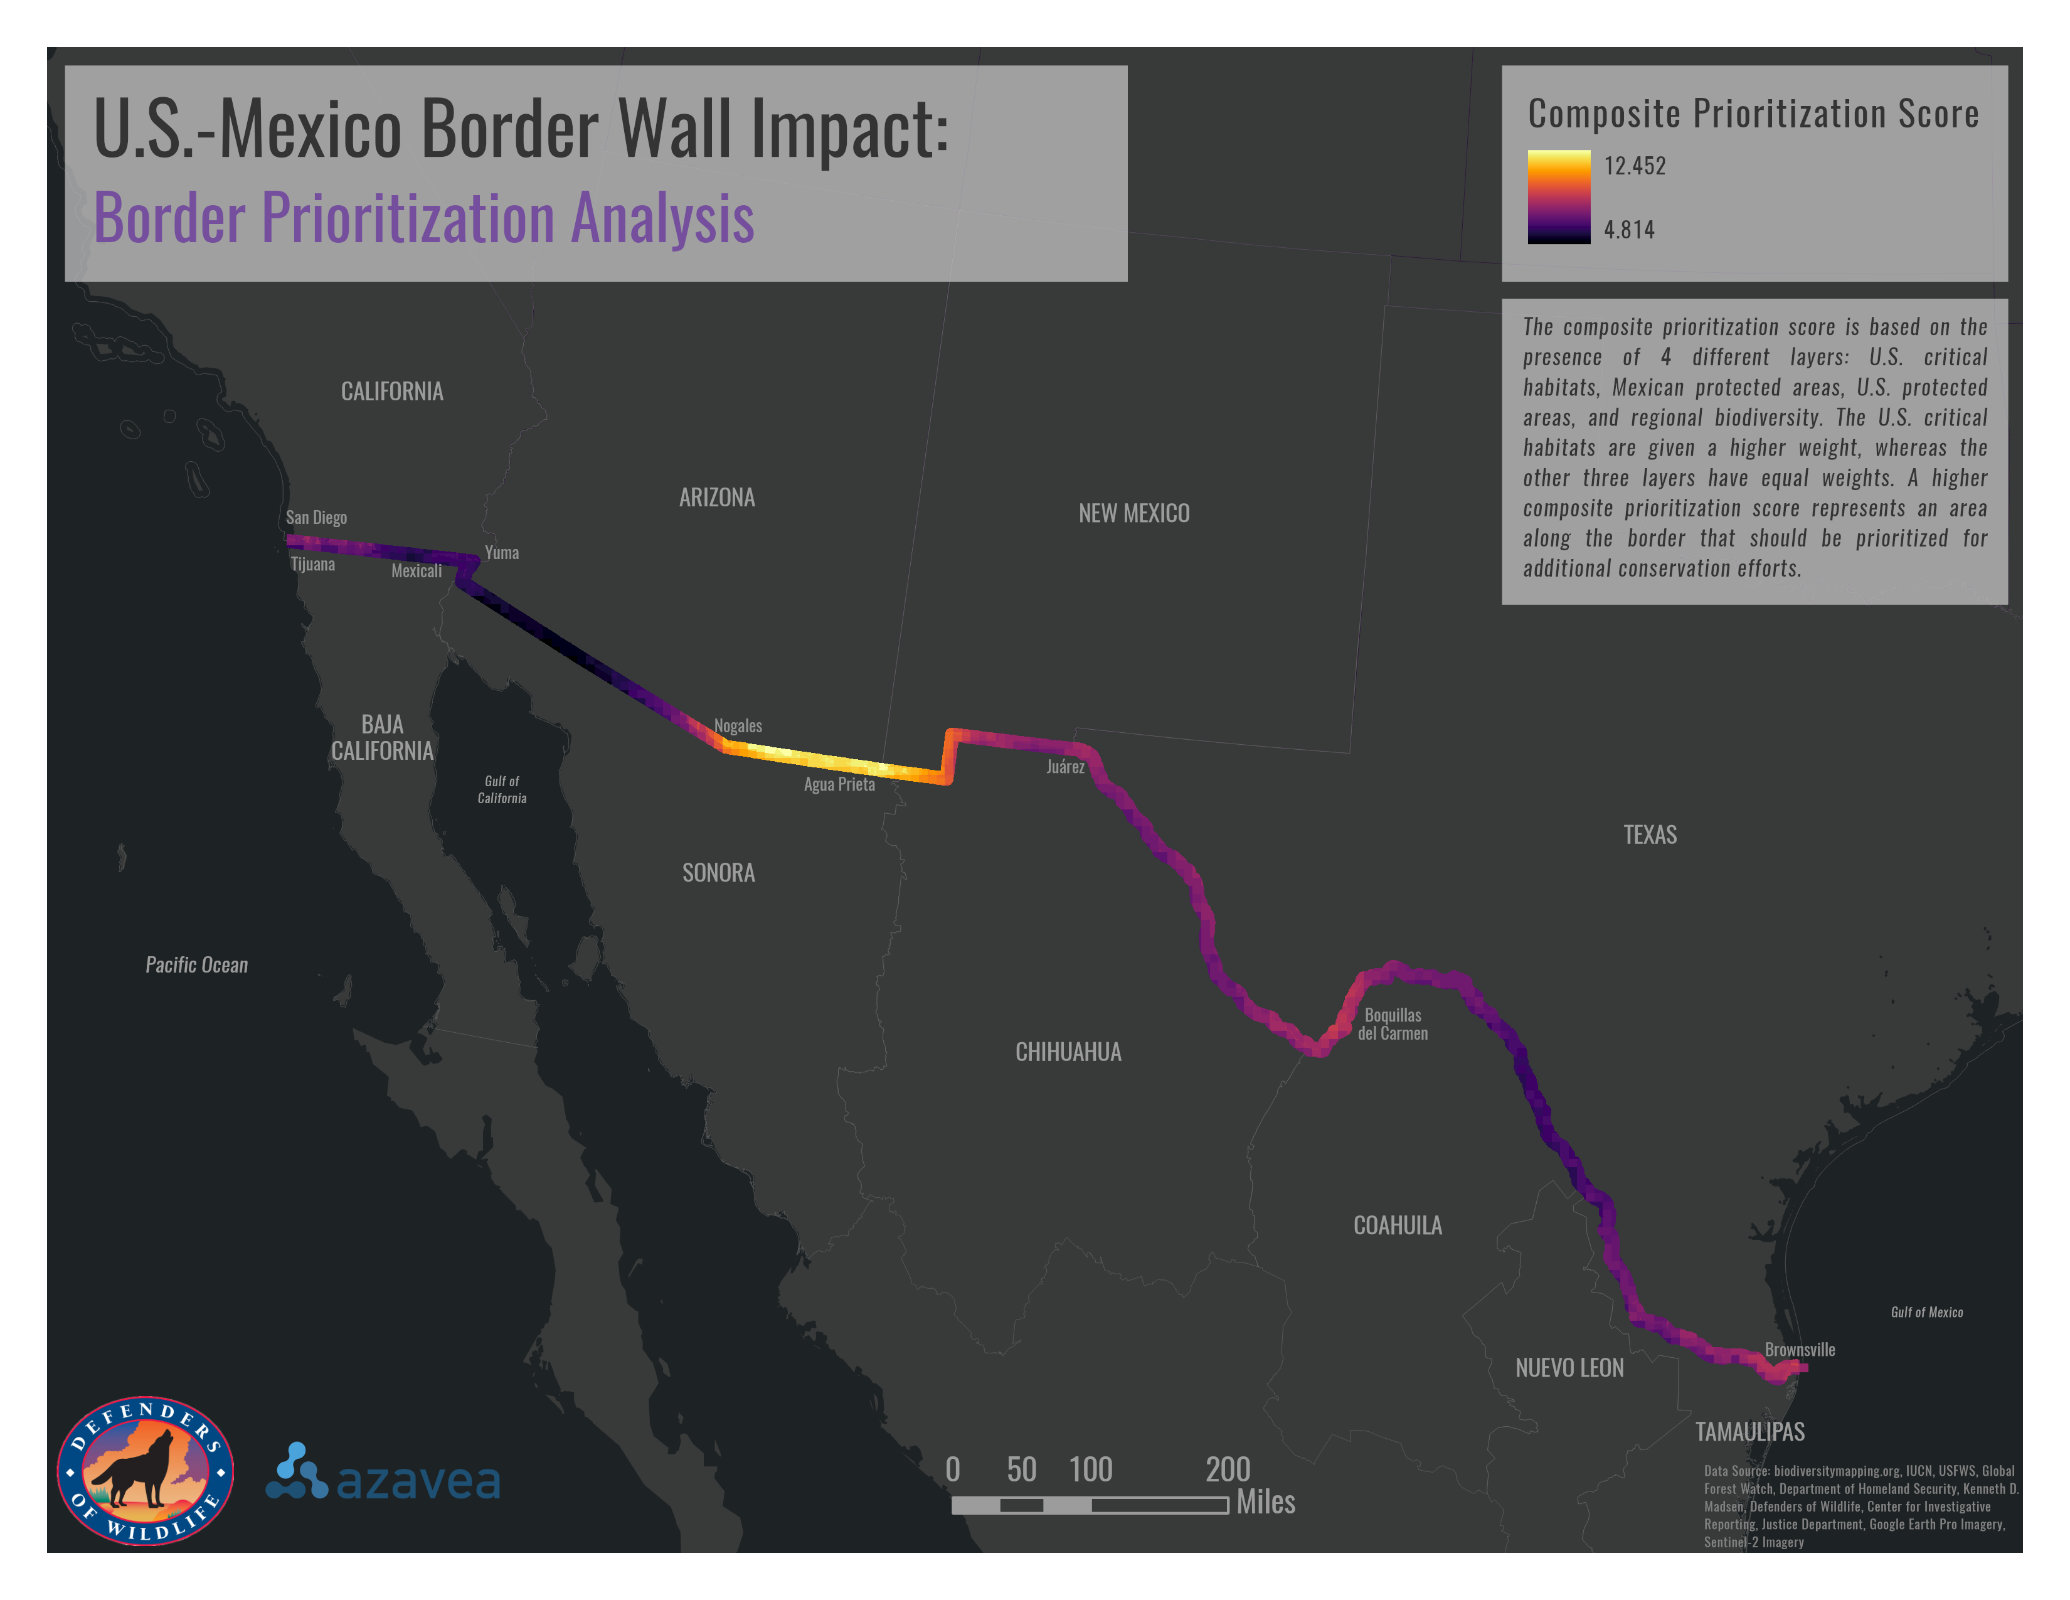 U.S.-Mexico Border Wall Impact:
Border Prioritization Analysis
Composite Prioritization Score
12.452
4.814
The composite prioritization score is based on the
presence of 4 different layers: U.S. critical
habitats, Mexican protected areas, U.S. protected
areas, and regional biodiversity. The U.S. critical
habitats are given a higher weight, whereas the
other three layers have equal weights. A higher
composite prioritization score represents an area
along the border that should be prioritized for
additional conservation efforts.
CALIFORNIA
ARIZONA
NEW MEXICO
San Diego
Tijuana
Mexicali
Yuma
Nogales
Agua Prieta
Juárez
BAJA
CALIFORNIA
Gulf of
California
SONORA
TEXAS
Pacific Ocean
CHIHUAHUA
Boquillas
del Carmen
COAHUILA
Gulf of Mexico
Brownsville
NUEVO LEON
TAMAULIPAS
DEFENDERS
OF WILDLIFE
azavea
0 50 100 200
Miles
Data Source: biodiversitymapping.org, IUCN, USFWS, Global
Forest Watch, Department of Homeland Security, Kenneth D.
Madsen, Defenders of Wildlife, Center for Investigative
Reporting, Justice Department, Google Earth Pro Imagery,
Sentinel-2 Imagery